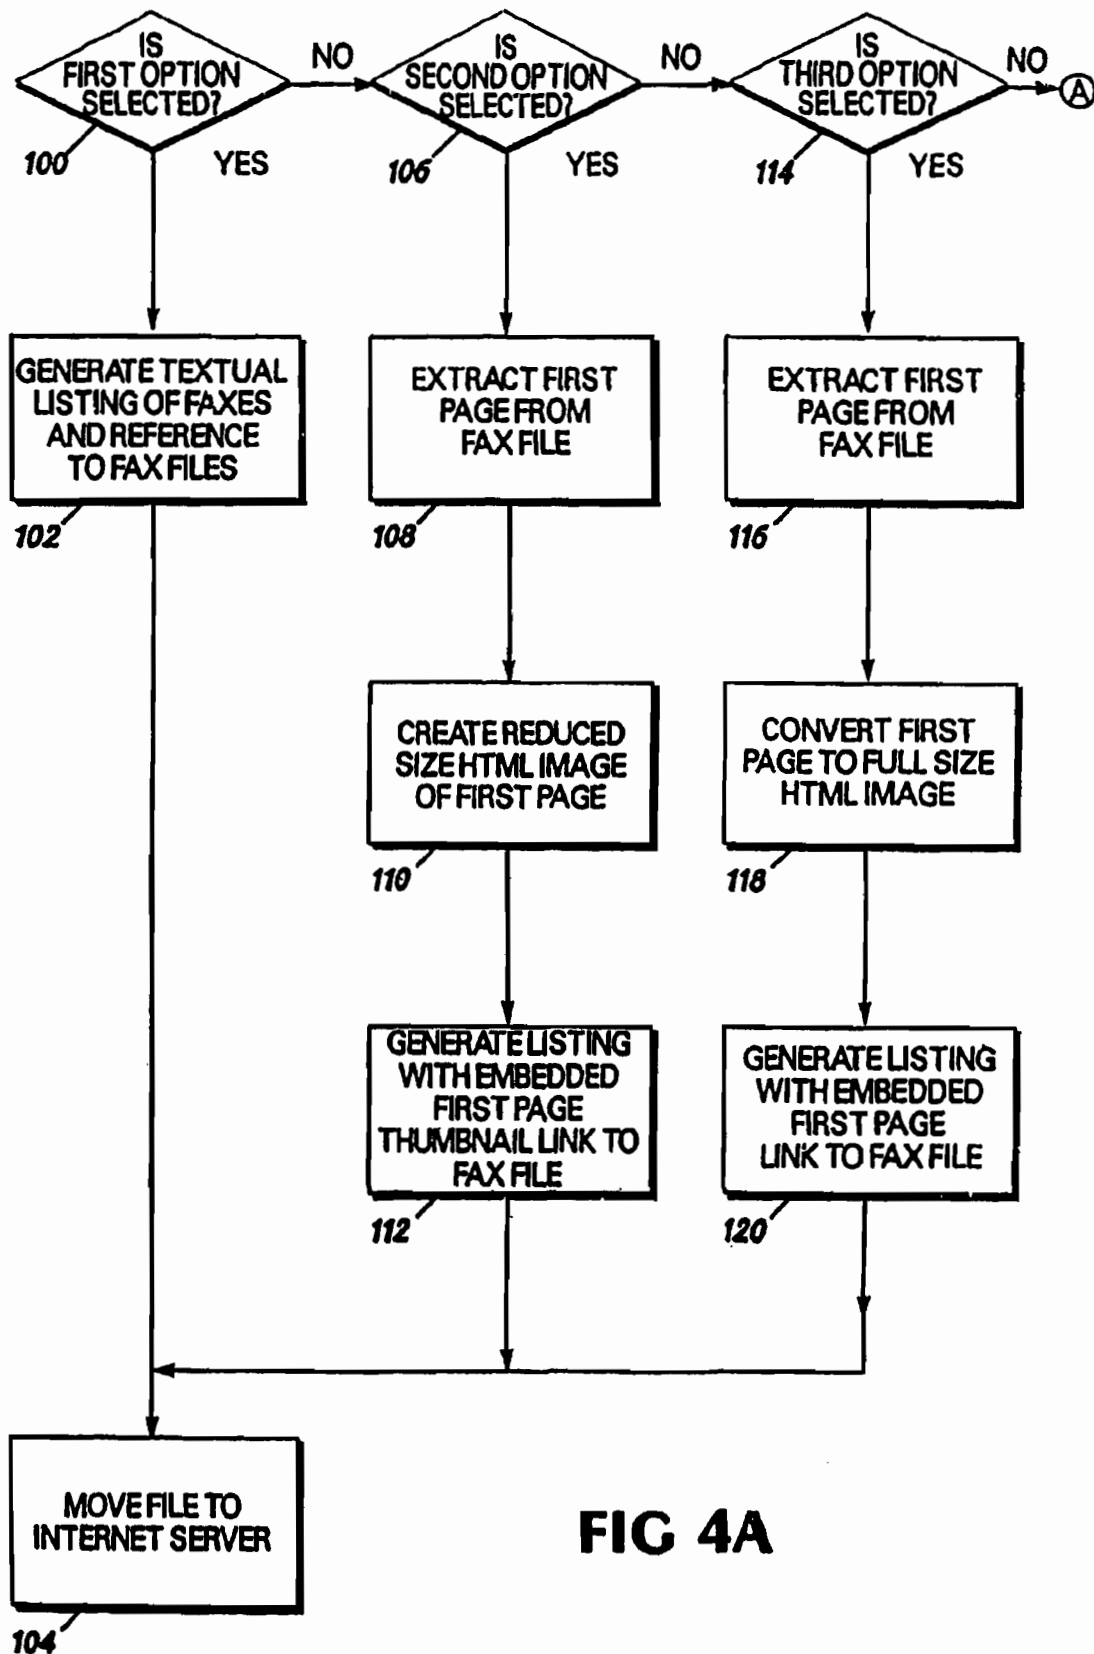 IS
FIRST OPTION
SELECTED?
NO
IS
SECOND OPTION
SELECTED?
NO
IS
THIRD OPTION
SELECTED?
NO
A
100
YES
106
YES
114
YES
GENERATE TEXTUAL
LISTING OF FAXES
AND REFERENCE
TO FAX FILES
102
EXTRACT FIRST
PAGE FROM
FAX FILE
108
EXTRACT FIRST
PAGE FROM
FAX FILE
116
CREATE REDUCED
SIZE HTML IMAGE
OF FIRST PAGE
110
CONVERT FIRST
PAGE TO FULL SIZE
HTML IMAGE
118
GENERATE LISTING
WITH EMBEDDED
FIRST PAGE
THUMBNAIL LINK TO
FAX FILE
112
GENERATE LISTING
WITH EMBEDDED
FIRST PAGE
LINK TO FAX FILE
120
MOVE FILE TO
INTERNET SERVER
104
FIG 4A